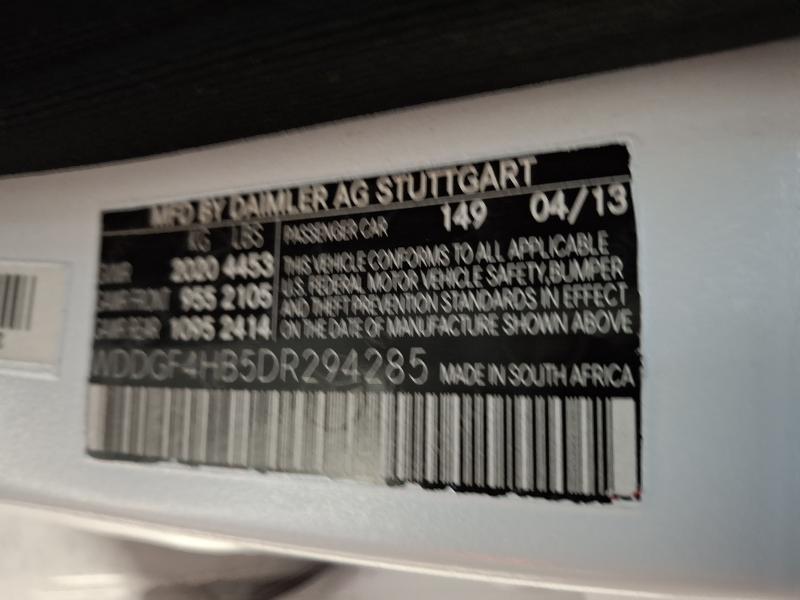 MFD BY DAIMLER AG STUTTGART
KG LBS PASSENGER CAR 149 04/13
GAWR 2020 4453 THIS VEHICLE CONFORMS TO ALL APPLICABLE
U.S. FEDERAL MOTOR VEHICLE SAFETY, BUMPER
GAWR FRONT 955 2105 AND THEFT PREVENTION STANDARDS IN EFFECT
GAWR REAR 1095 2414 ON THE DATE OF MANUFACTURE SHOWN ABOVE
WDDGF4HB5DR294285 MADE IN SOUTH AFRICA